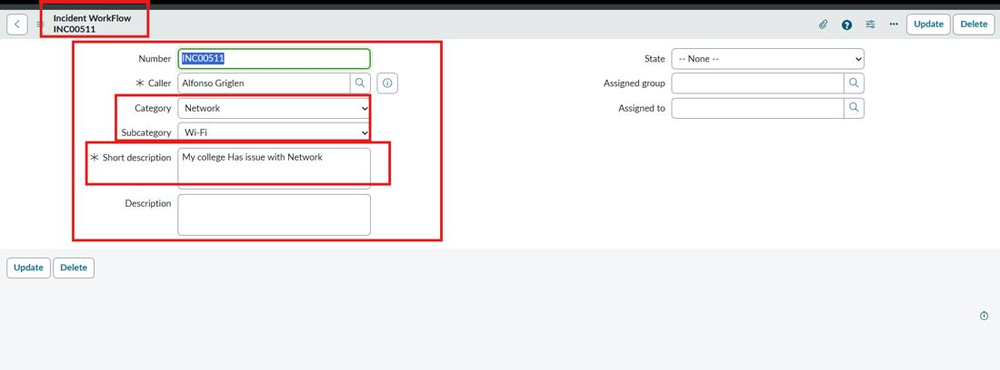 Incident WorkFlow
INC00511
Update
Delete
Number
INC00511
Caller
Alfonso Griglen
Category
Network
Subcategory
Wi-Fi
Short description
My college Has issue with Network
Description
State
-- None --
Assigned group
Assigned to
Update
Delete